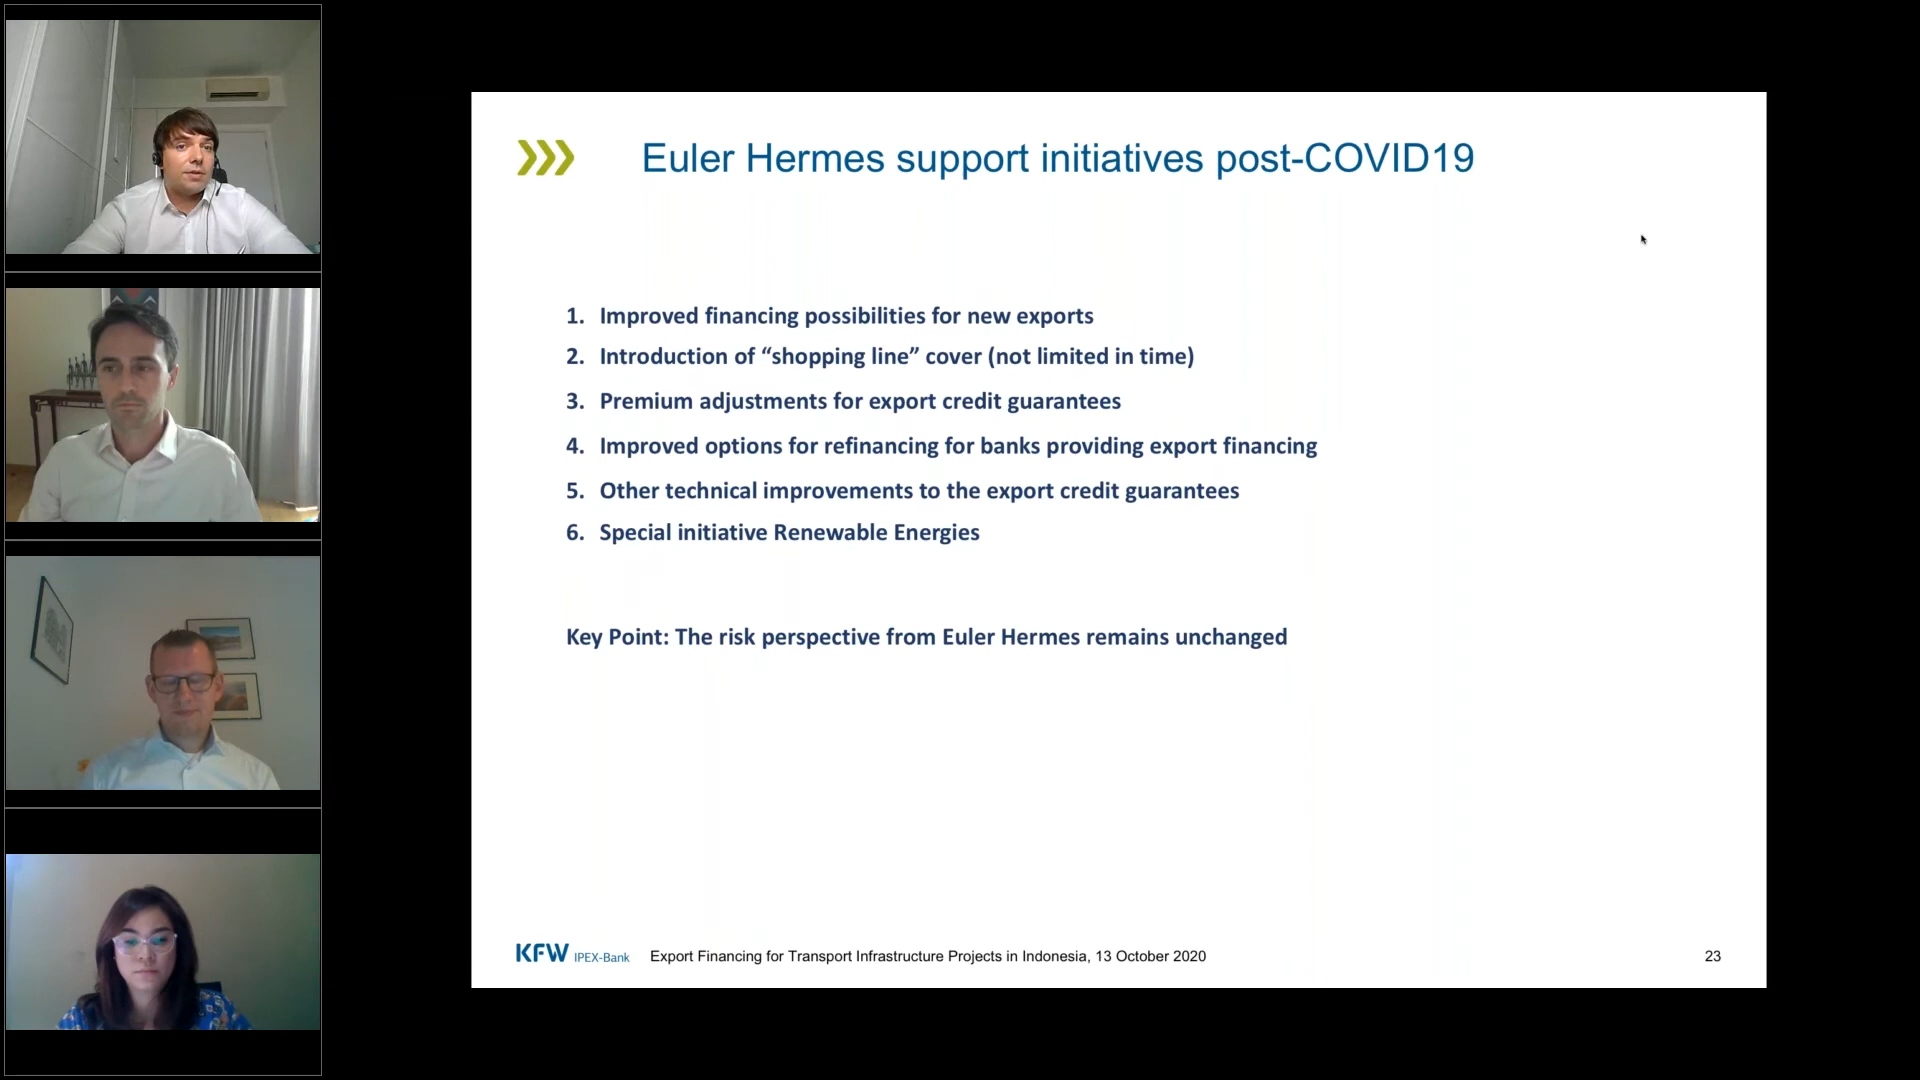 Euler Hermes support initiatives post-COVID19
1. Improved financing possibilities for new exports
2. Introduction of “shopping line” cover (not limited in time)
3. Premium adjustments for export credit guarantees
4. Improved options for refinancing for banks providing export financing
5. Other technical improvements to the export credit guarantees
6. Special initiative Renewable Energies
Key Point: The risk perspective from Euler Hermes remains unchanged
KFW IPEX-Bank Export Financing for Transport Infrastructure Projects in Indonesia, 13 October 2020 23